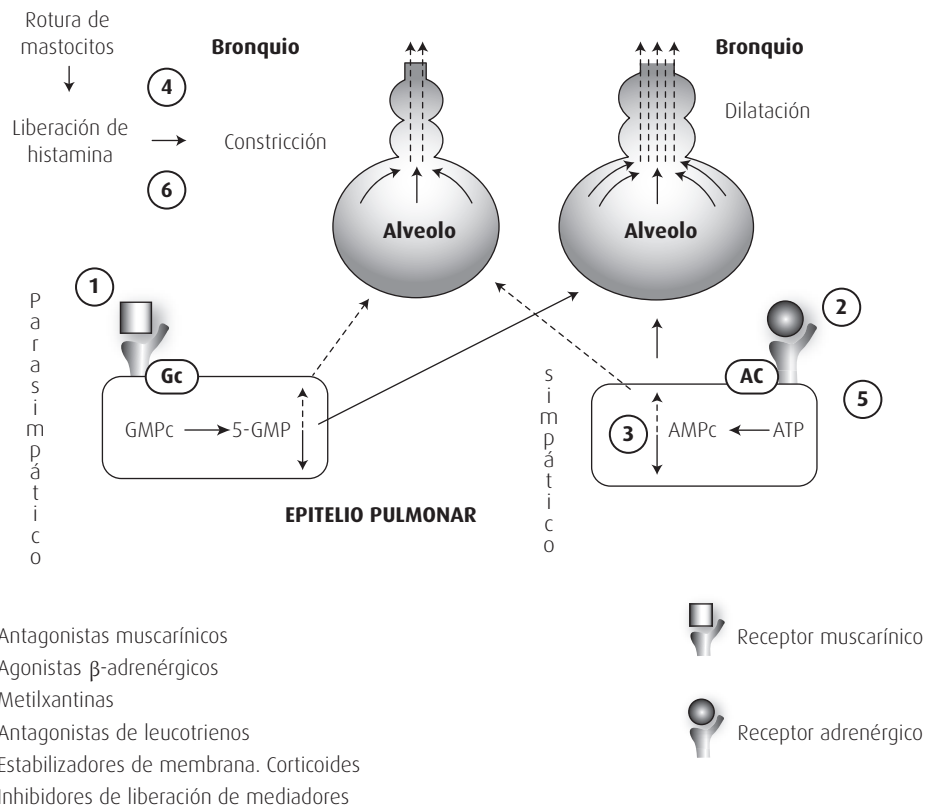 Rotura de
mastocitos
Bronquio
Bronquio
4
Dilatación
Liberación de
histamina
Constricción
6
Alveolo
Alveolo
1
2
Parasimpático
simpático
Gc
AC
5
GMPc
5-GMP
3
AMPc
ATP
EPITELIO PULMONAR
Antagonistas muscarínicos
Receptor muscarínico
Agonistas β-adrenérgicos
Metilxantinas
Antagonistas de leucotrienos
Receptor adrenérgico
Estabilizadores de membrana. Corticoides
Inhibidores de liberación de mediadores